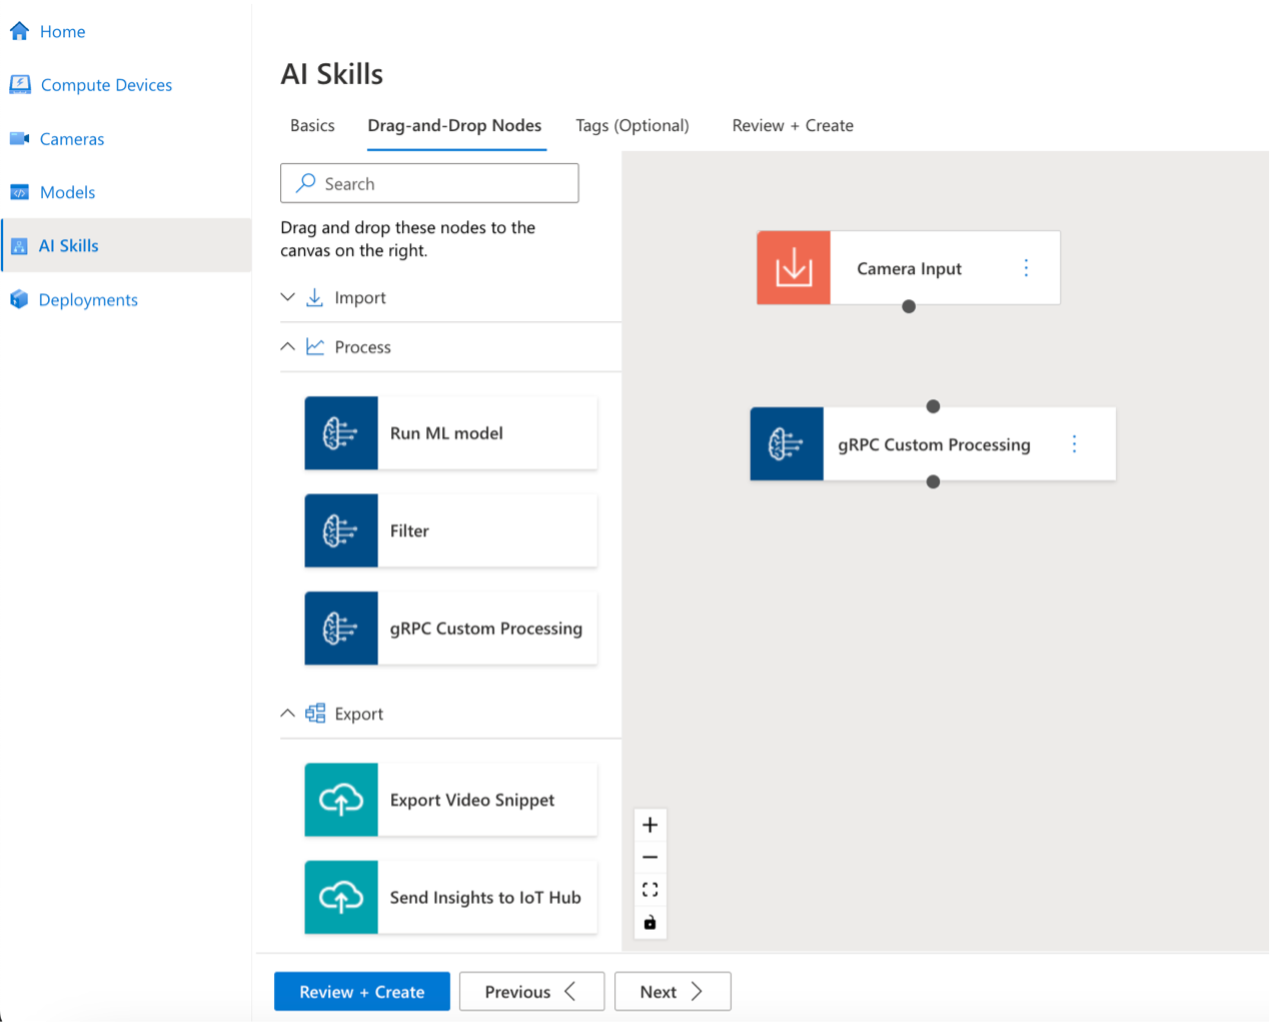 Home
Compute Devices
Cameras
Models
AI Skills
Deployments
AI Skills
Basics
Drag-and-Drop Nodes
Tags (Optional)
Review + Create
Search
Drag and drop these nodes to the
canvas on the right.
Import
Process
Run ML model
Filter
gRPC Custom Processing
Export
Export Video Snippet
Send Insights to IoT Hub
Camera Input
gRPC Custom Processing
Review + Create
Previous
Next